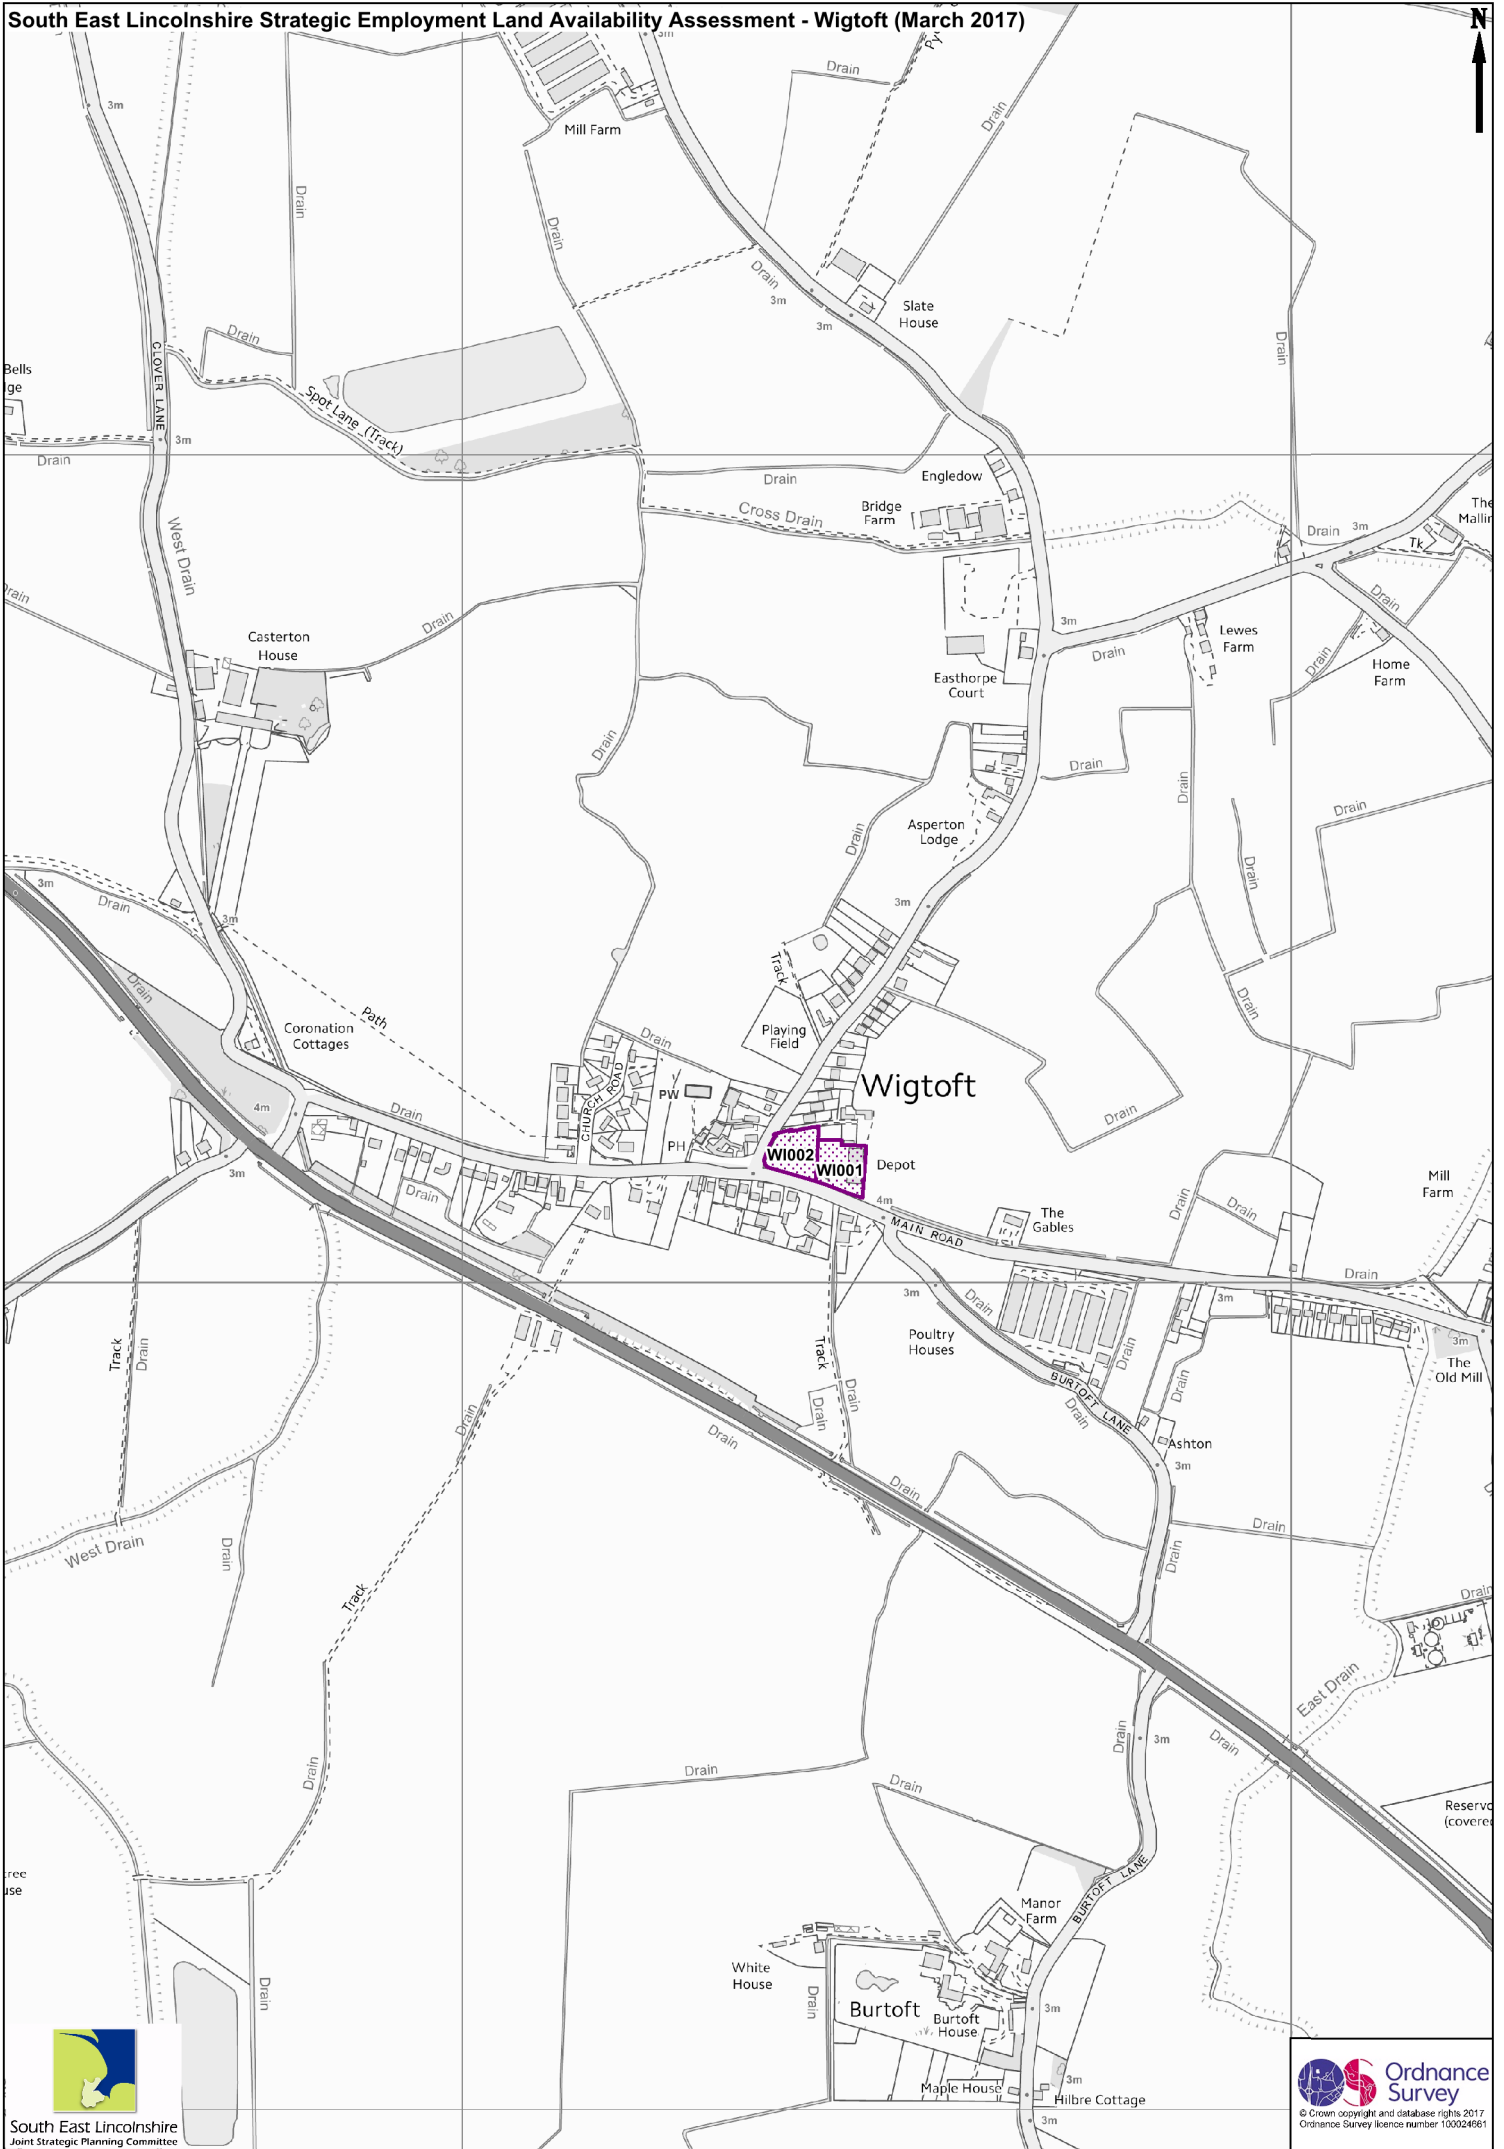 South East Lincolnshire Strategic Employment Land Availability Assessment - Wigtoft (March 2017)
N
3m
3m
Drain
Drain
Mill Farm
Drain
Drain
Drain
3m
3m
Slate
House
Drain
Drain
CLOVER LANE
Bells
Spot Lane (Track)
3m
Drain
Engledow
Drain
Bridge
Farm
Cross Drain
The
Drain
3m
Tk
West Drain
Drain
Drain
Casterton
House
3m
Drain
Lewes
Farm
Drain
Home
Farm
Easthorpe
Court
Drain
Drain
Drain
Drain
Asperton
Lodge
Drain
Drain
3m
Drain
3m
3m
Drain
Track
Drain
Path
Coronation
Cottages
Drain
Playing
Field
Wigtoft
4m
Drain
CHURCH ROAD
PW
PH
WI002
WI001
Depot
Drain
3m
Drain
4m
MAIN ROAD
The
Gables
Drain
Drain
Mill
Farm
Drain
3m
Drain
3m
3m
The
Old Mill
Track
Drain
Track
Drain
Drain
Poultry
Houses
Drain
Drain
BURTOFT LANE
Drain
Ashton
3m
Drain
Drain
Drain
West Drain
Drain
Drain
Drain
Track
Drain
East Drain
Drain
Drain
3m
Drain
Drain
Drain
BURTOFT LANE
Manor
Farm
White
House
Drain
Drain
Burtoft
Burtoft
House
3m
Maple House
3m
Hilbre Cottage
3m
South East Lincolnshire
Joint Strategic Planning Committee
Ordnance
Survey
© Crown copyright and database rights 2017
Ordnance Survey licence number 100024661